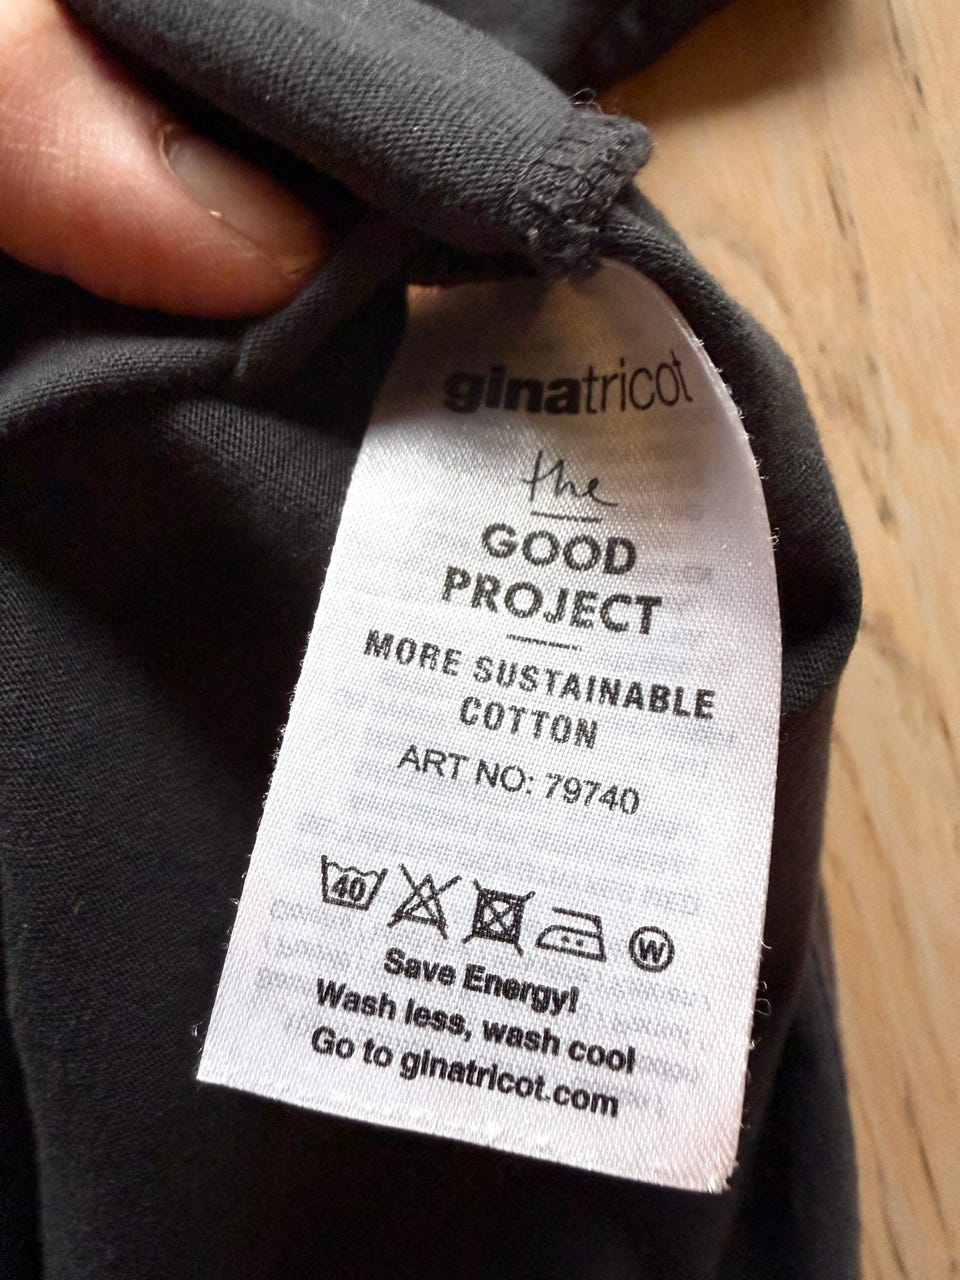 ginatricot
the
GOOD
PROJECT
MORE SUSTAINABLE
COTTON
ART NO: 79740
40
W
Save Energy!
Wash less, wash cool
Go to ginatricot.com